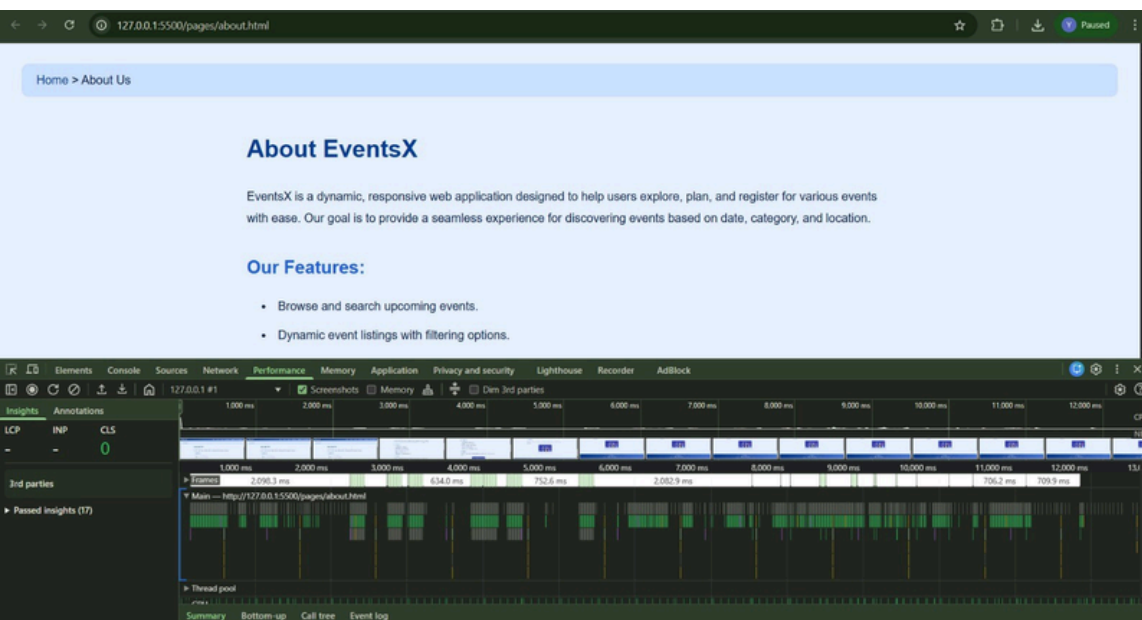 127.0.0.1:5500/pages/about.html
Y Paused
Home > About Us
About EventsX
EventsX is a dynamic, responsive web application designed to help users explore, plan, and register for various events
with ease. Our goal is to provide a seamless experience for discovering events based on date, category, and location.
Our Features:
• Browse and search upcoming events.
• Dynamic event listings with filtering options.
Elements Console Sources Network Performance Memory Application Privacy and security Lighthouse Recorder AdBlock
127.0.0.1 #1 Screenshots Memory Dim 3rd parties
Insights Annotations
1,000 ms 2,000 ms 3,000 ms 4,000 ms 5,000 ms 6,000 ms 7,000 ms 8,000 ms 9,000 ms 10,000 ms 11,000 ms 12,000 ms
LCP INP CLS
- - 0
1,000 ms 2,000 ms 3,000 ms 4,000 ms 5,000 ms 6,000 ms 7,000 ms 8,000 ms 9,000 ms 10,000 ms 11,000 ms 12,000 ms
3rd parties
Frames 2,098.3 ms 634.0 ms 752.6 ms 2,082.9 ms 706.2 ms 709.9 ms
Main — http://127.0.0.1:5500/pages/about.html
Passed insights (17)
Thread pool
Summary Bottom-up Call tree Event log